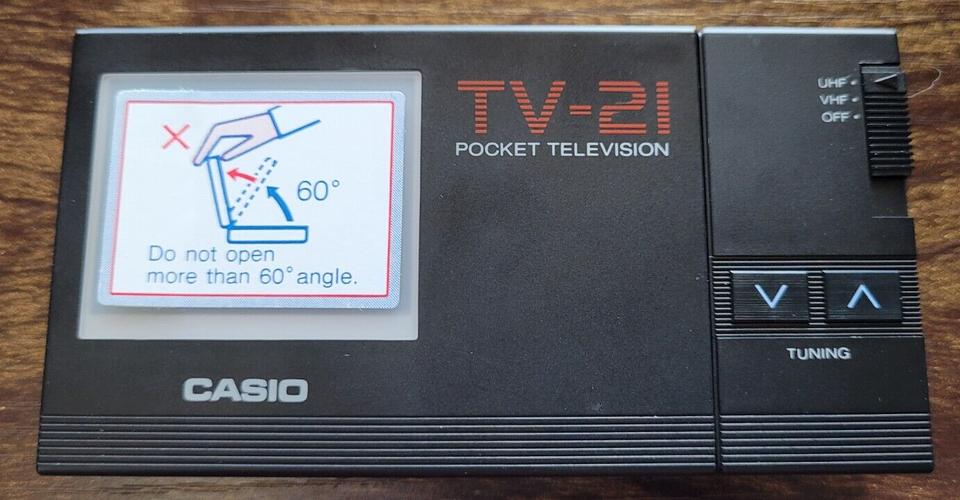 TV-21
POCKET TELEVISION
UHF
VHF
OFF
60°
Do not open
more than 60° angle.
TUNING
CASIO